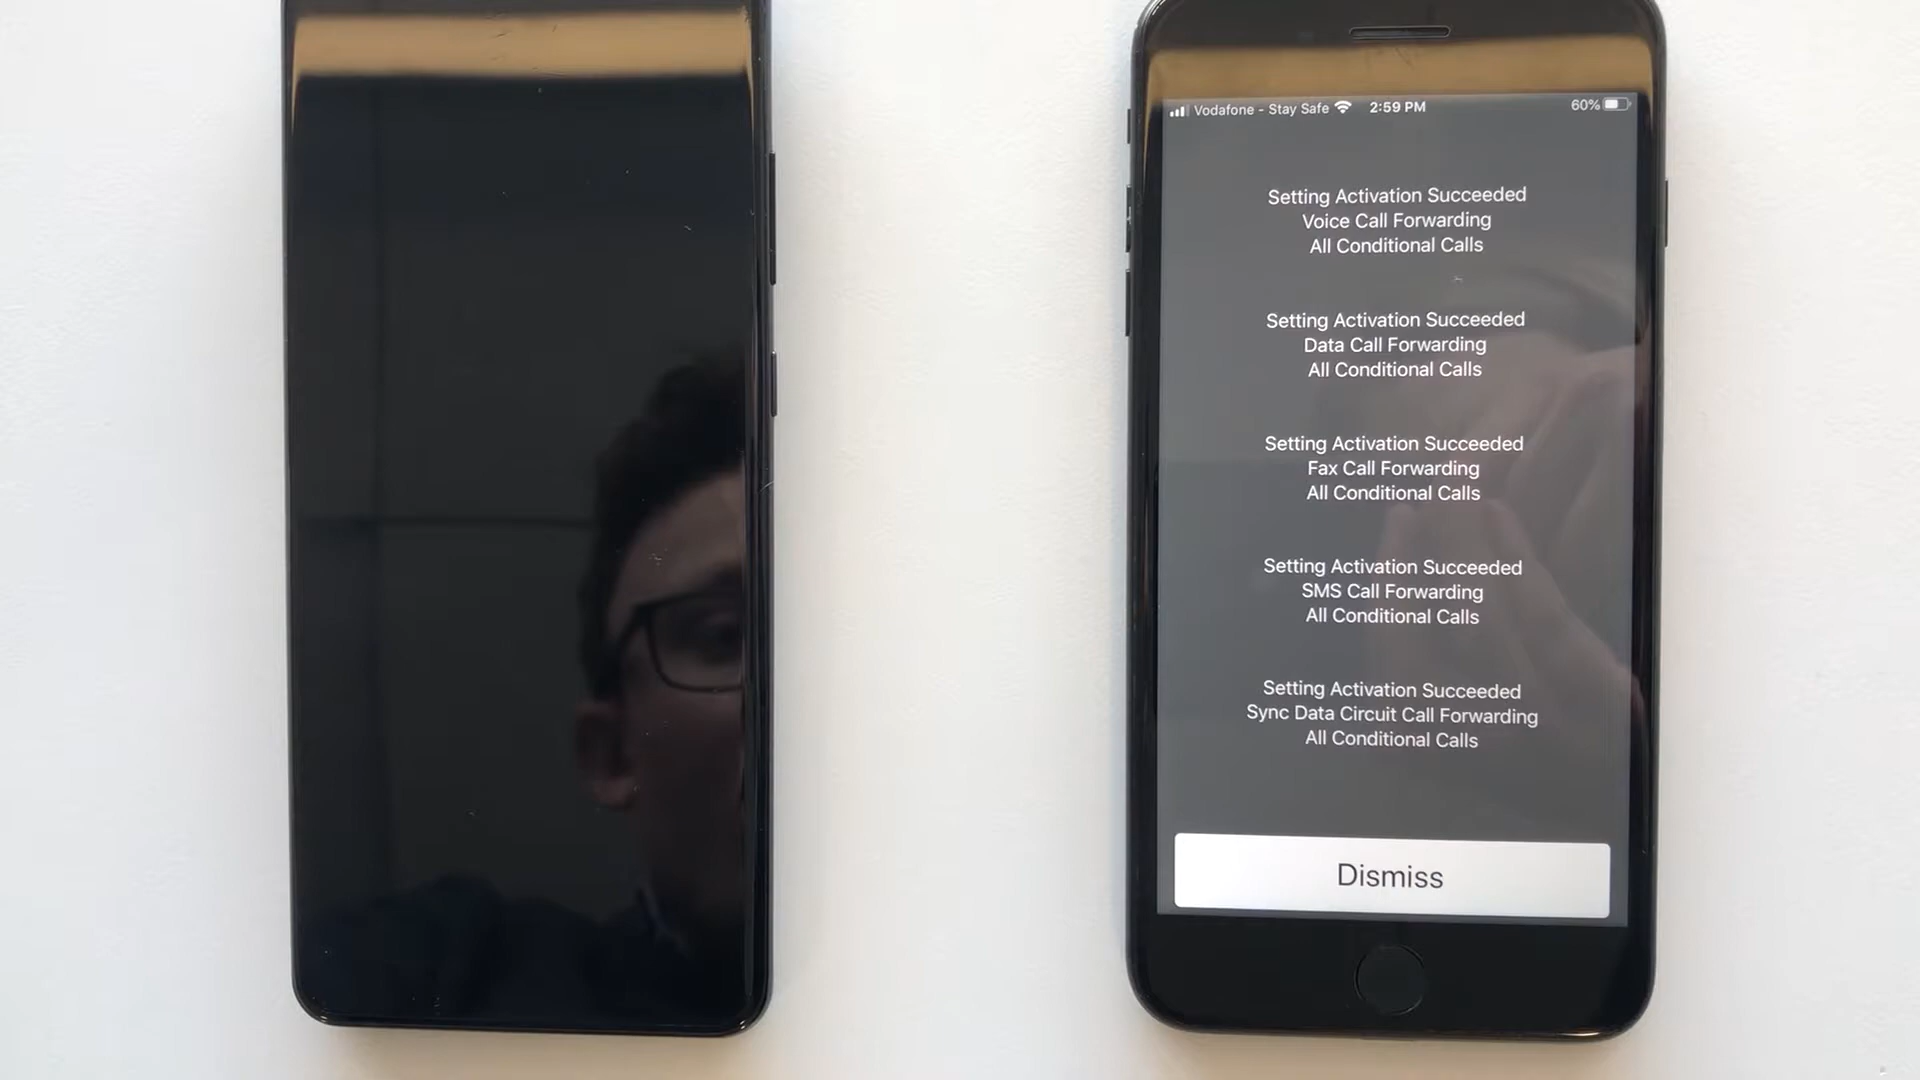 Vodafone - Stay Safe 2:59 PM 60%
Setting Activation Succeeded
Voice Call Forwarding
All Conditional Calls
Setting Activation Succeeded
Data Call Forwarding
All Conditional Calls
Setting Activation Succeeded
Fax Call Forwarding
All Conditional Calls
Setting Activation Succeeded
SMS Call Forwarding
All Conditional Calls
Setting Activation Succeeded
Sync Data Circuit Call Forwarding
All Conditional Calls
Dismiss